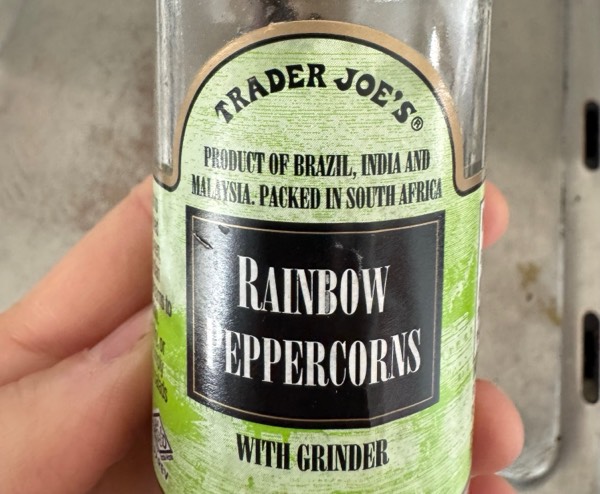 TRADER JOE'S®
PRODUCT OF BRAZIL, INDIA AND
MALAYSIA. PACKED IN SOUTH AFRICA
RAINBOW
PEPPERCORNS
WITH GRINDER